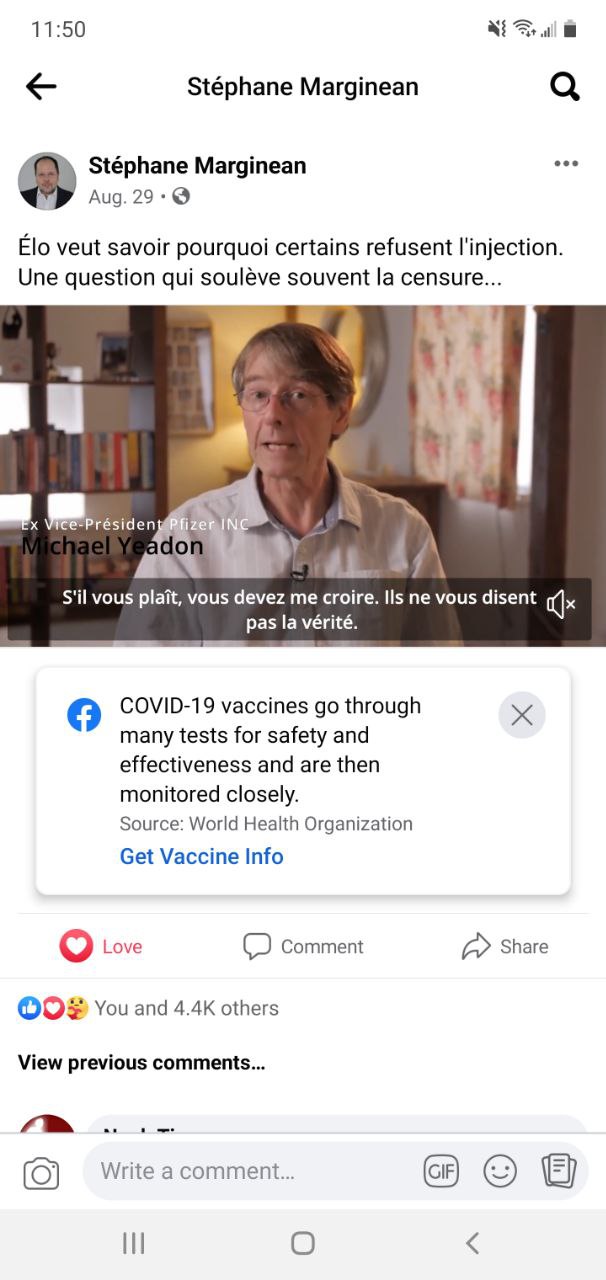 11:50
Stéphane Marginean
Stéphane Marginean
Aug. 29 •
Élo veut savoir pourquoi certains refusent l'injection.
Une question qui soulève souvent la censure...
Ex Vice-Président Pfizer INC
Michael Yeadon
S'il vous plaît, vous devez me croire. Ils ne vous disent
pas la vérité.
COVID-19 vaccines go through
many tests for safety and
effectiveness and are then
monitored closely.
Source: World Health Organization
Get Vaccine Info
Love
Comment
Share
You and 4.4K others
View previous comments...
Write a comment...
GIF